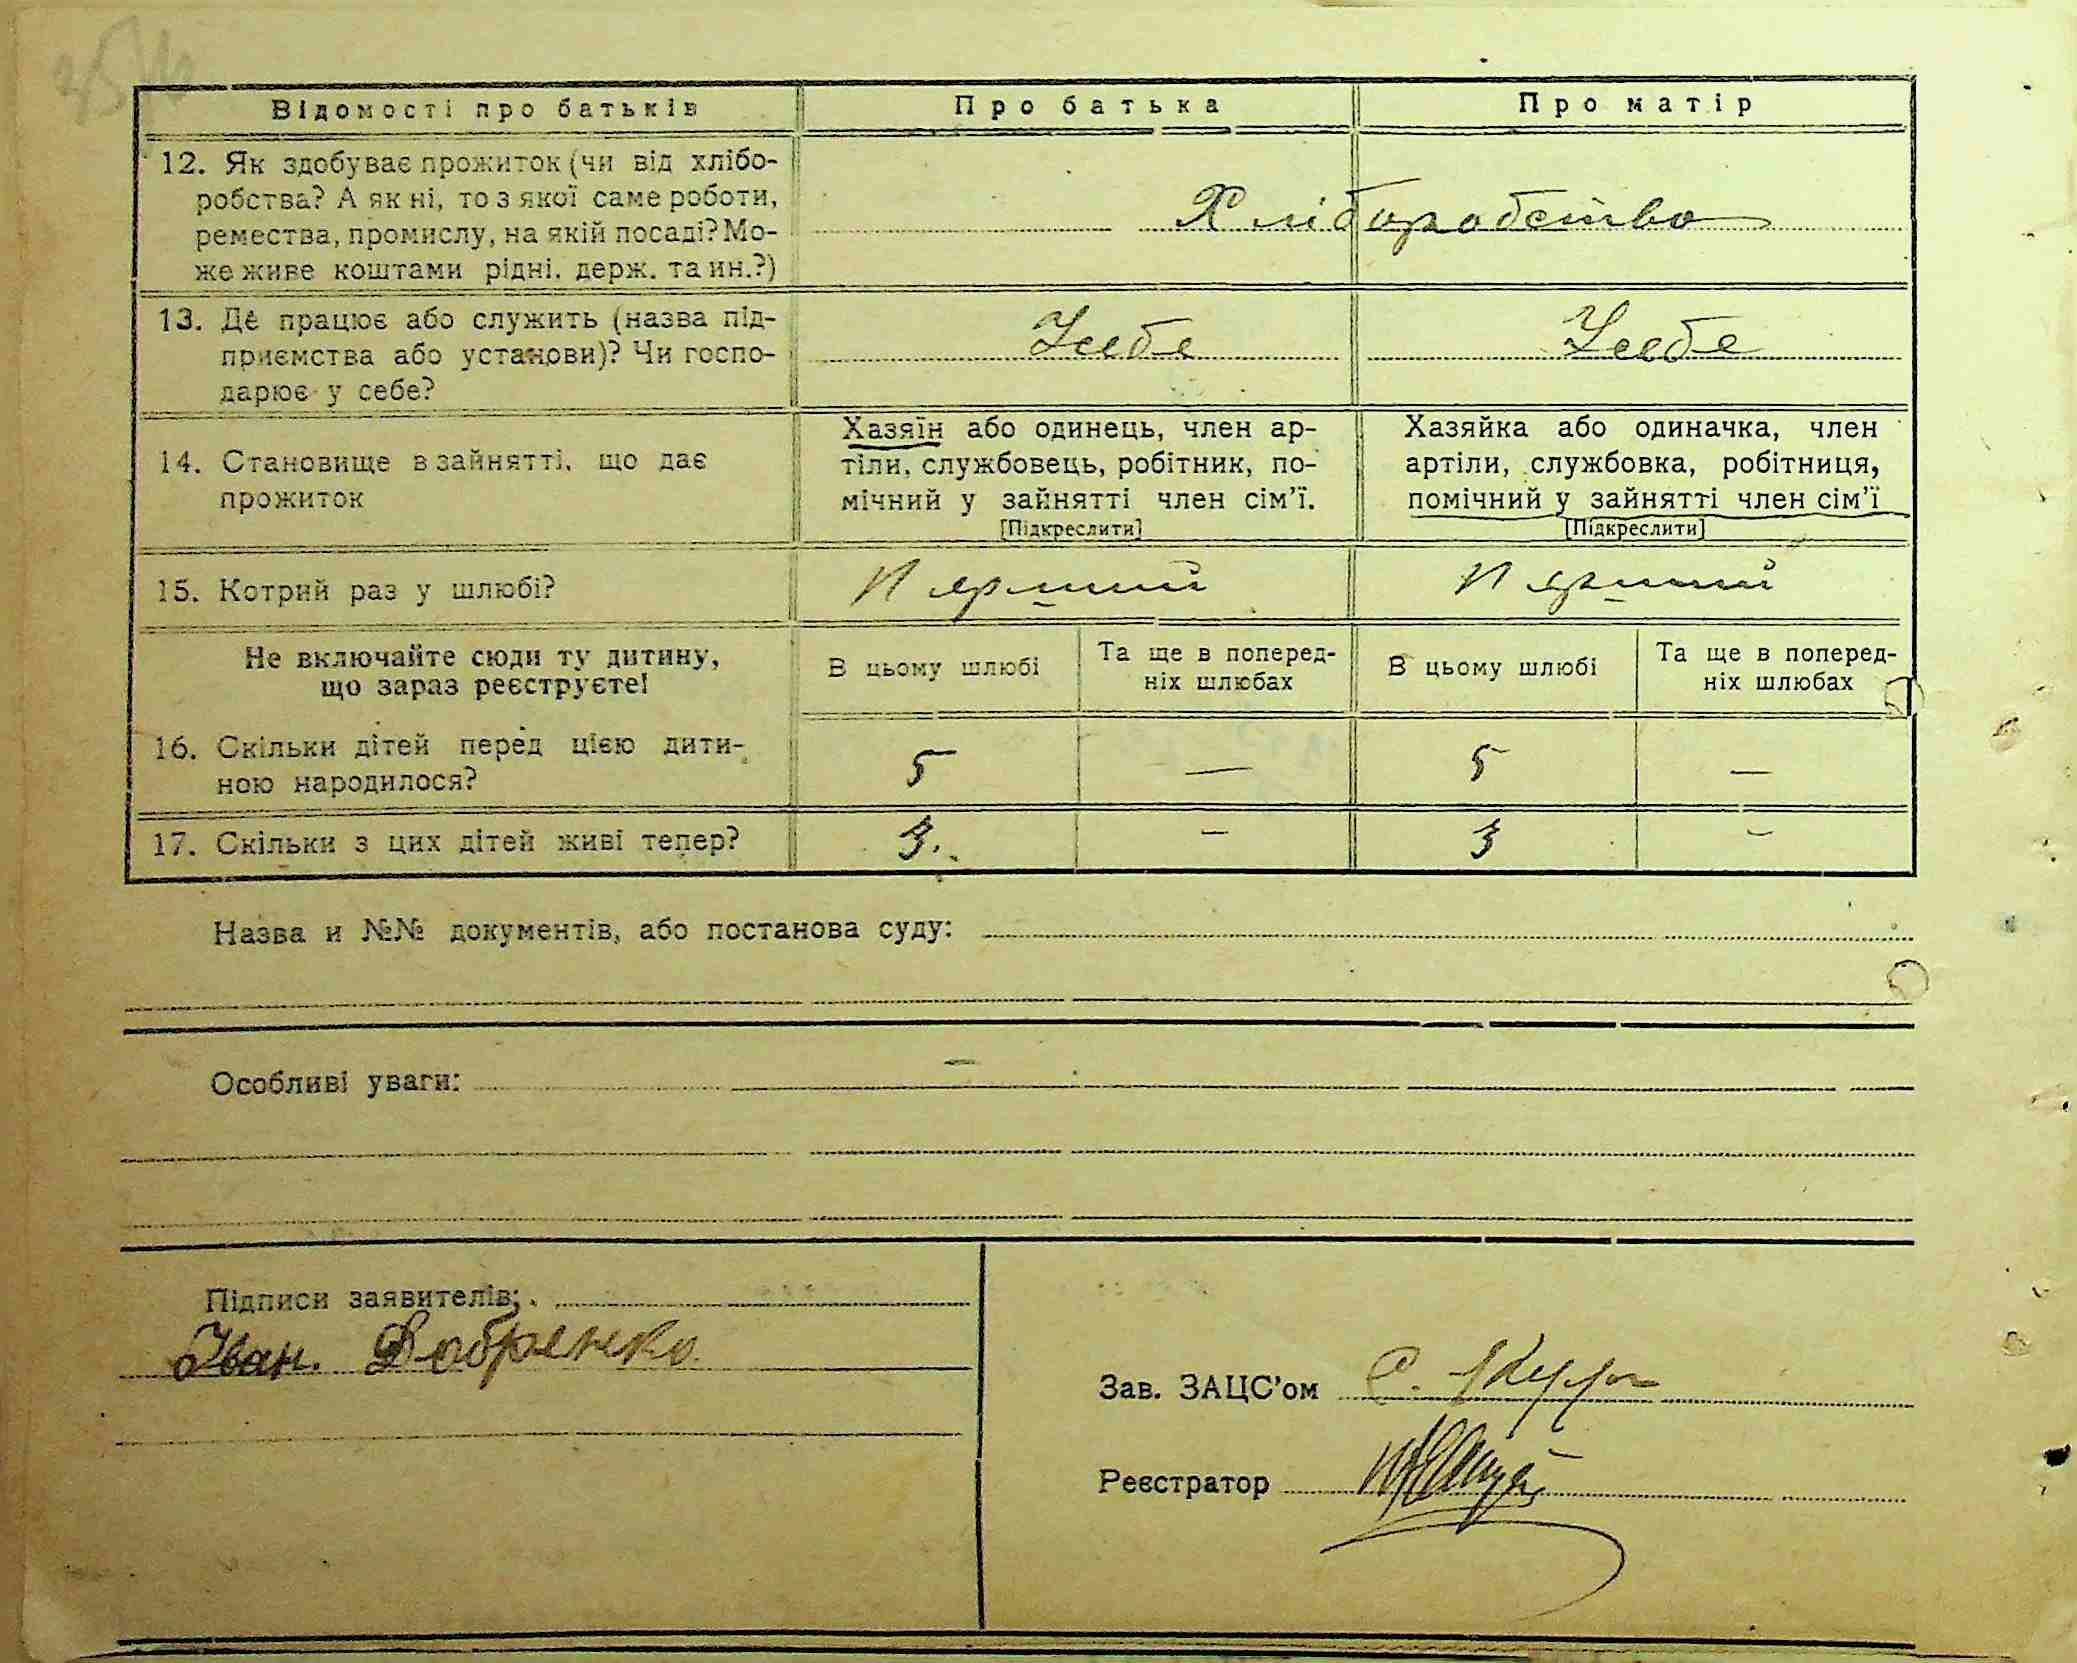 Відомості про батьків Про батька Про матір
12. Як здобуває прожиток (чи від хлібо-
робства? А як ні, то з якої саме роботи,
ремества, промислу, на якій посаді? Мо-
же живе коштами рідні. держ. та ин.?)
Хліборобство
13. Де працює або служить (назва під-
приємства або установи)? Чи госпо-
дарює у себе?
У себе У себе
14. Становище в зайнятті, що дає
прожиток
Хазяїн або одинець, член ар-
тіли, службовець, робітник, по-
мічний у зайнятті член сім'ї.
[Підкреслити]
Хазяйка або одиначка, член
артіли, службовка, робітниця,
помічний у зайнятті член сім'ї
[Підкреслити]
15. Котрий раз у шлюбі? Перший Перший
Не включайте сюди ту дитину,
що зараз реєструєте!
В цьому шлюбі
Та ще в поперед-
ніх шлюбах
В цьому шлюбі
Та ще в поперед-
ніх шлюбах
16. Скільки дітей перед цією дити-
ною народилося?
5 — 5 —
17. Скільки з цих дітей живі тепер? 3. — 3 —
Назва и №№ документів, або постанова суду:
Особливі уваги: —
Підписи заявителів:
Іван. Добренко.
Зав. ЗАЦС'ом С.
Реєстратор